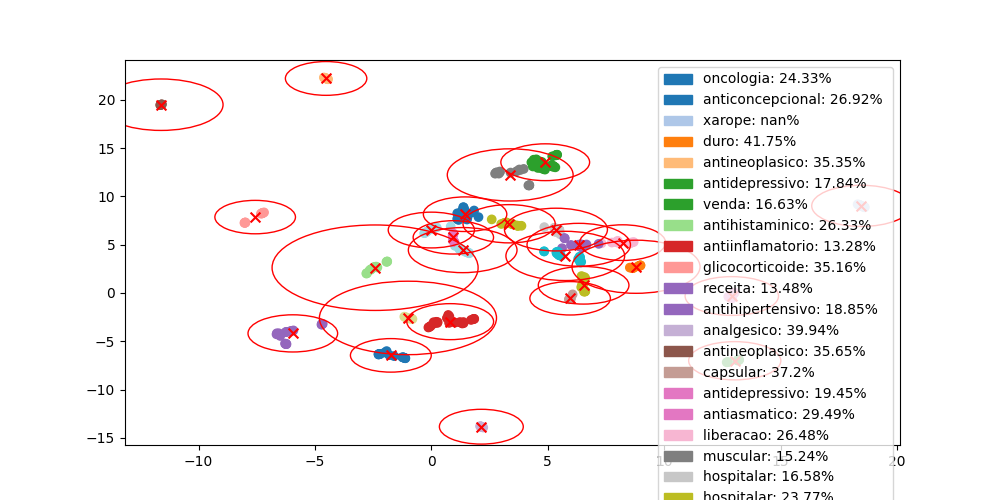 20
15
10
5
0
−5
−10
−15
−10
−5
0
5
10
15
20
oncologia: 24.33%
anticoncepcional: 26.92%
xarope: nan%
duro: 41.75%
antineoplasico: 35.35%
antidepressivo: 17.84%
venda: 16.63%
antihistaminico: 26.33%
antiinflamatorio: 13.28%
glicocorticoide: 35.16%
receita: 13.48%
antihipertensivo: 18.85%
analgesico: 39.94%
antineoplasico: 35.65%
capsular: 37.2%
antidepressivo: 19.45%
antiasmatico: 29.49%
liberacao: 26.48%
muscular: 15.24%
hospitalar: 16.58%
hospitalar: 23.77%